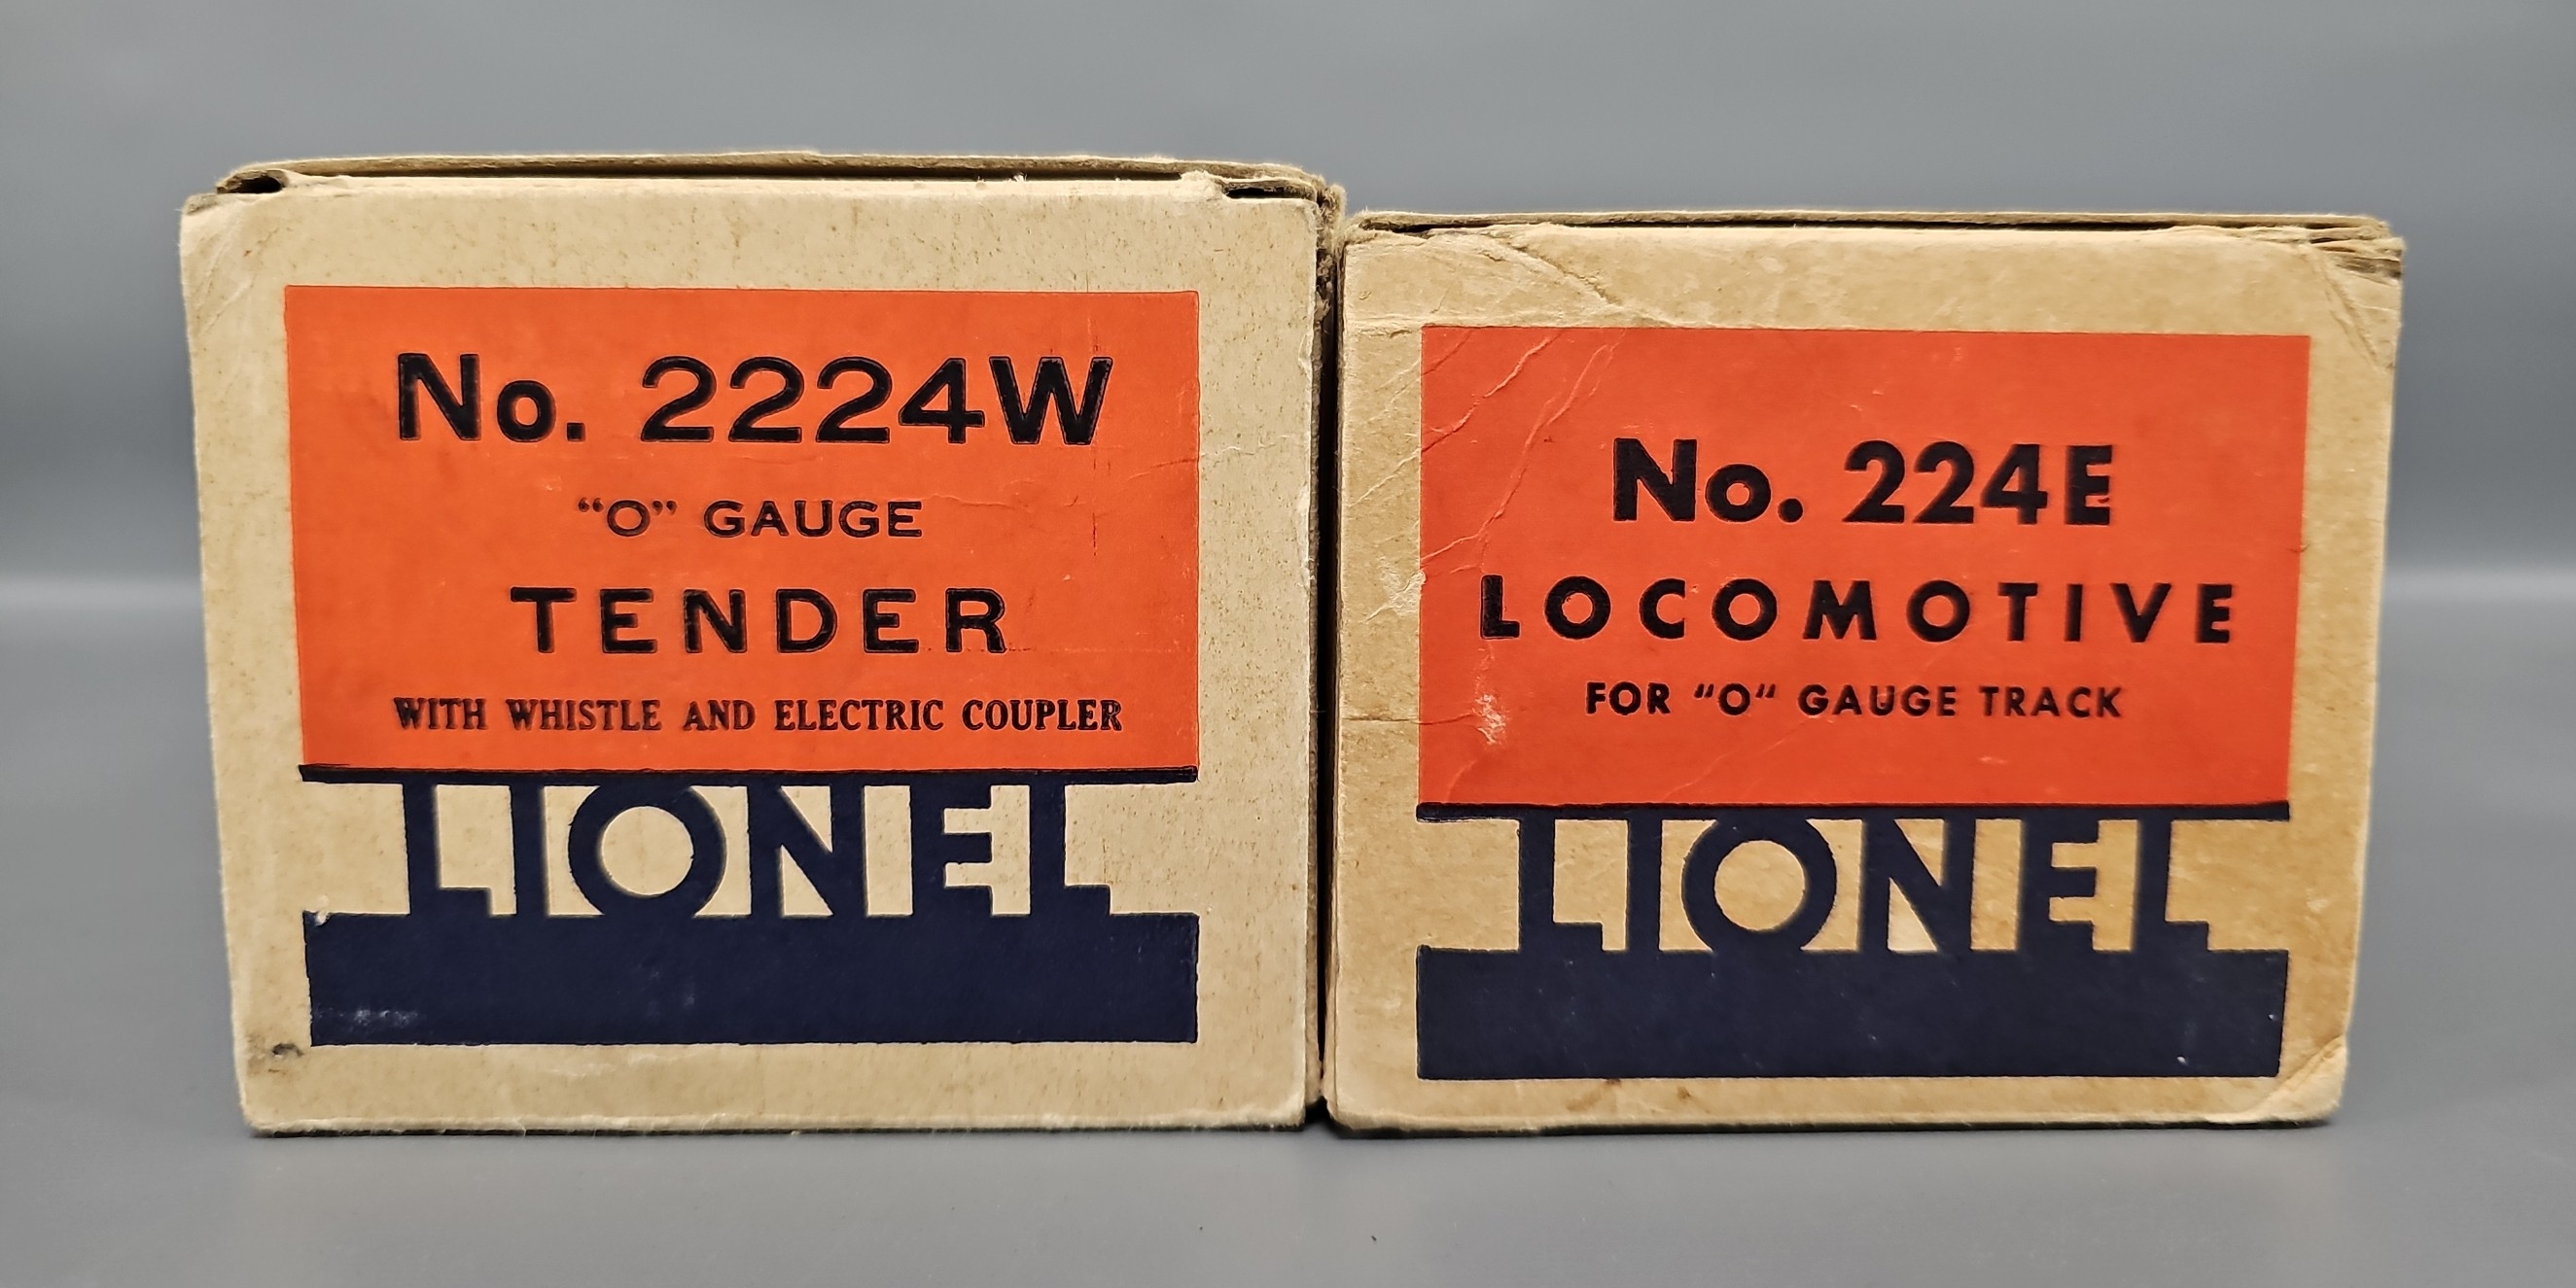 No. 2224W
“O” GAUGE
TENDER
WITH WHISTLE AND ELECTRIC COUPLER
LIONEL
No. 224E
LOCOMOTIVE
FOR “O“ GAUGE TRACK
LIONEL